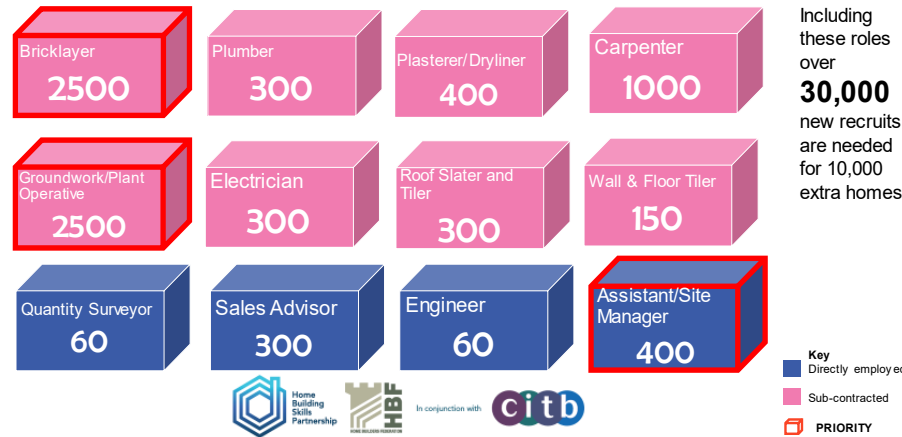 Bricklayer
2500
Plumber
300
Plasterer/Dryliner
400
Carpenter
1000
Including
these roles
over
30,000
new recruits
are needed
for 10,000
extra homes
Groundwork/Plant
Operative
2500
Electrician
300
Roof Slater and
Tiler
300
Wall & Floor Tiler
150
Quantity Surveyor
60
Sales Advisor
300
Engineer
60
Assistant/Site
Manager
400
Key
Directly employed
Sub-contracted
PRIORITY
Home
Building
Skills
Partnership
HBF
HOME BUILDERS FEDERATION
In conjunction with
citb